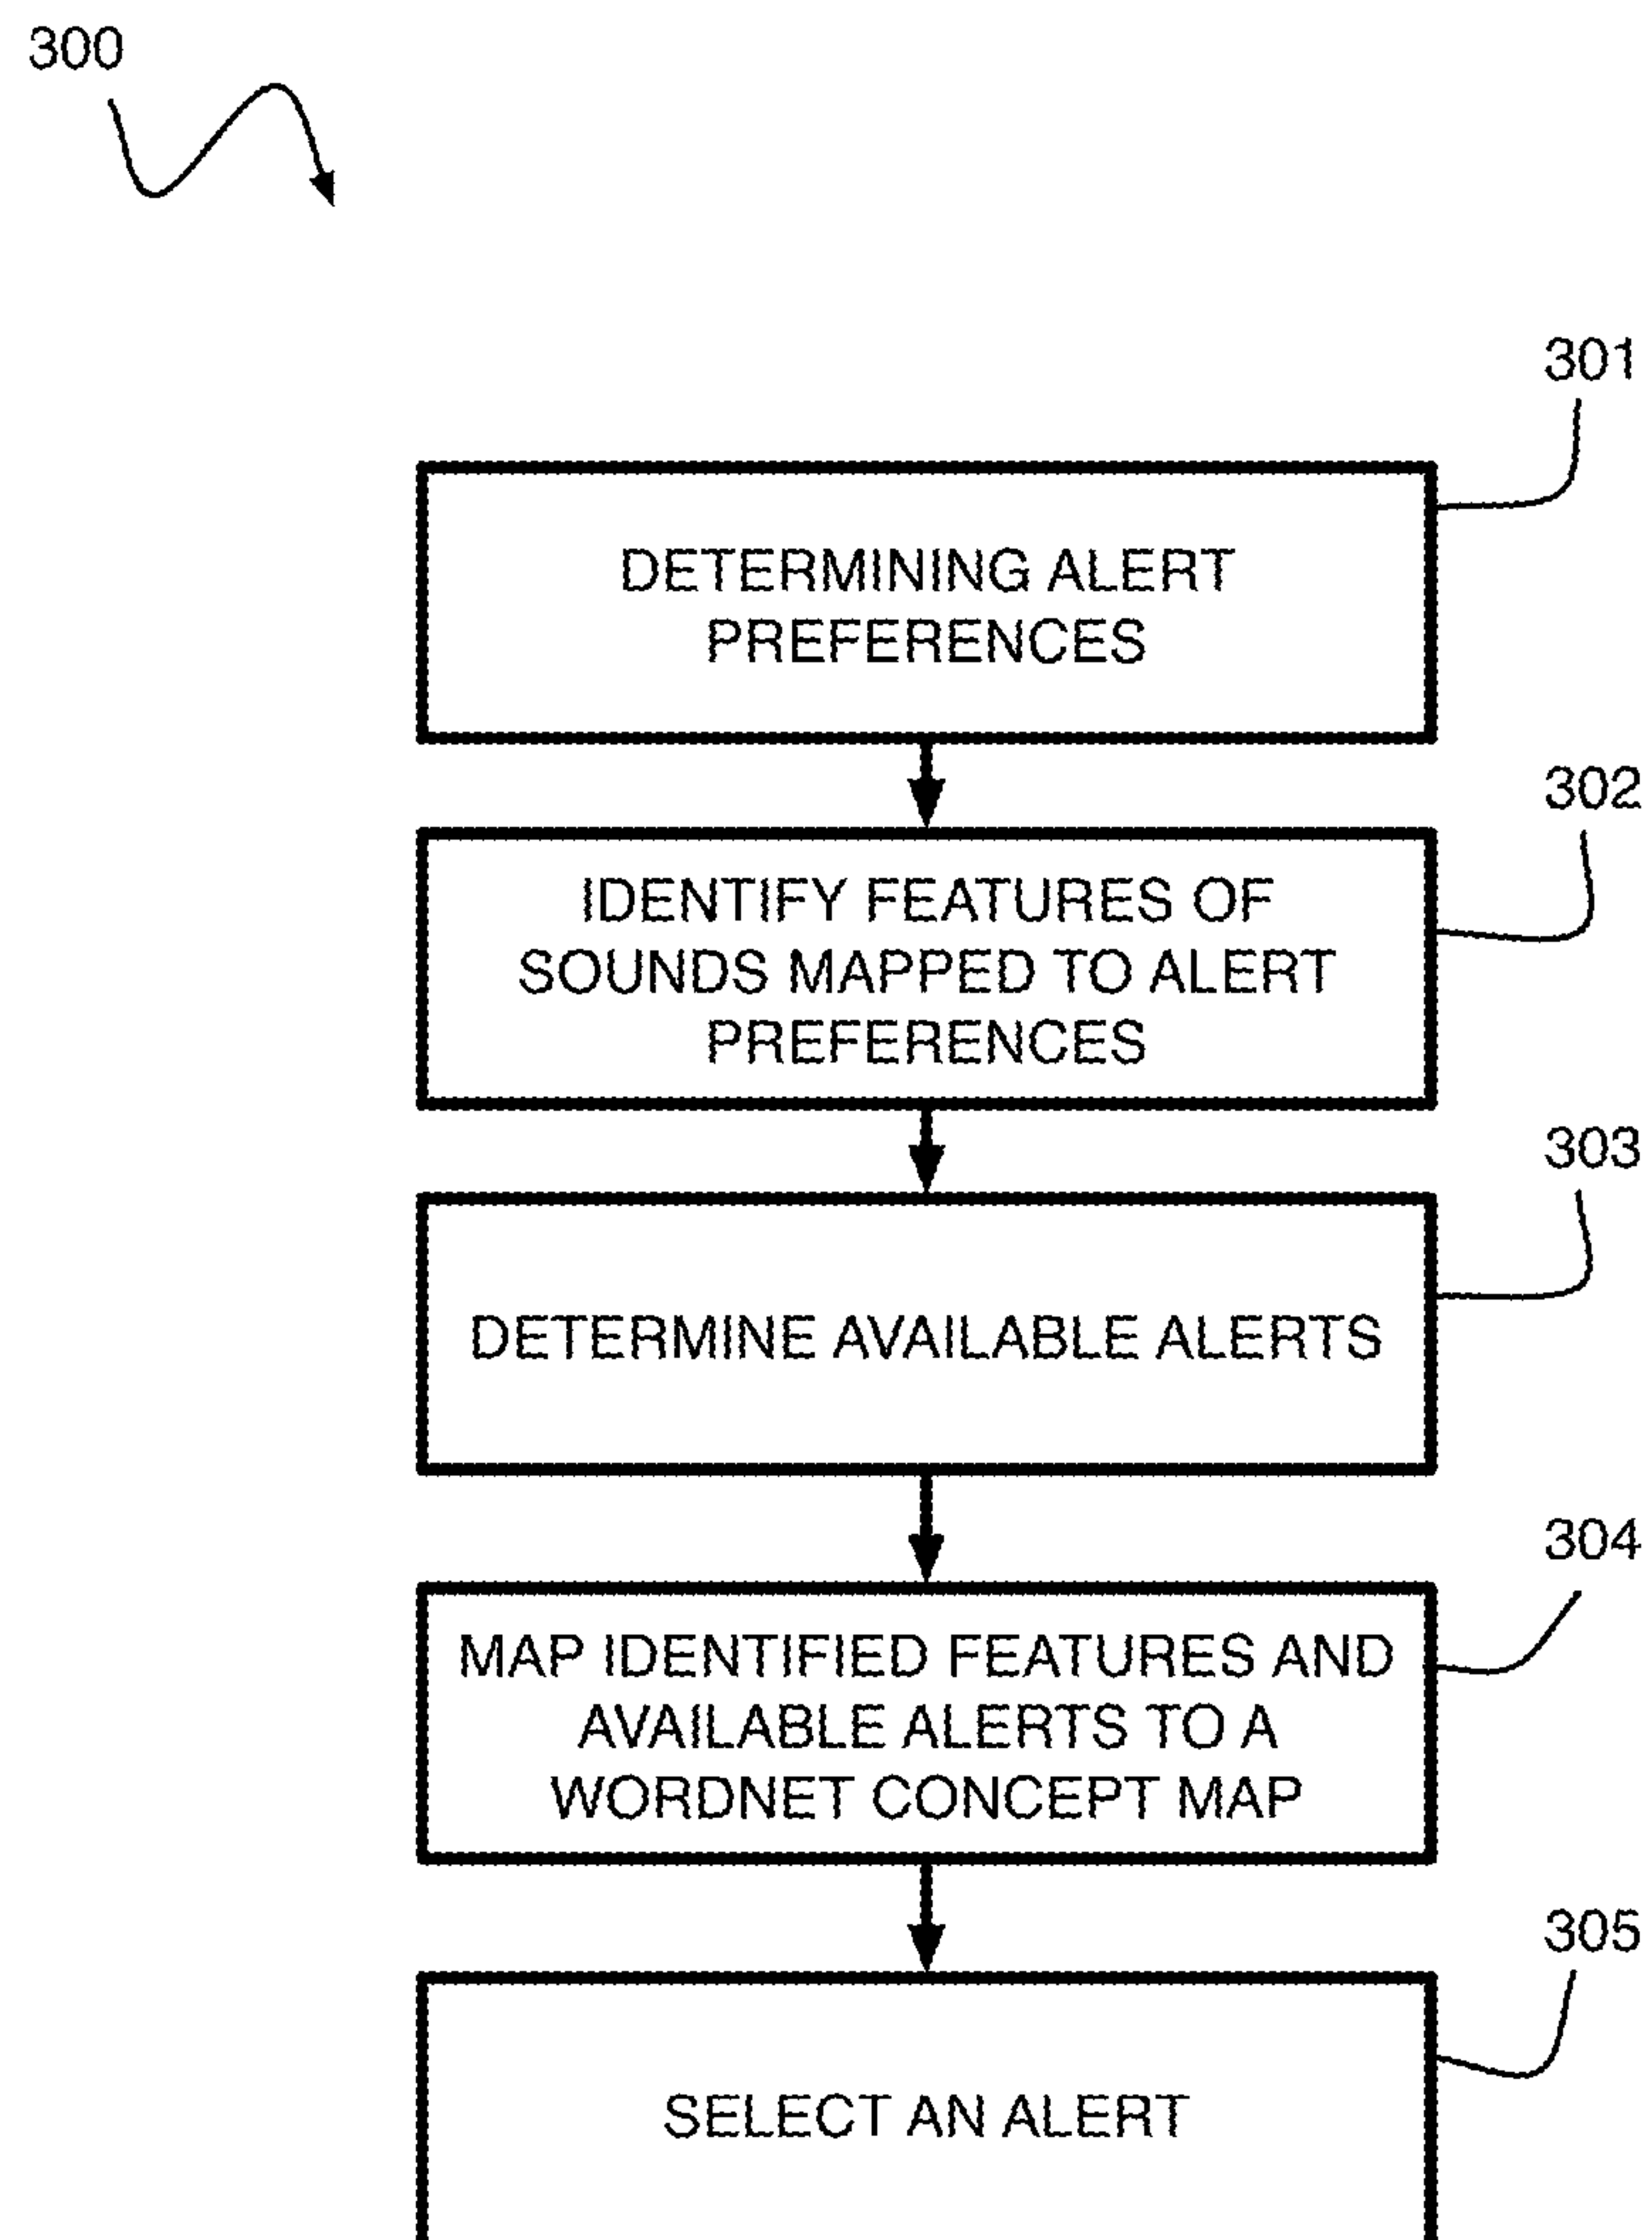 300
301
DETERMINING ALERT
PREFERENCES
302
IDENTIFY FEATURES OF
SOUNDS MAPPED TO ALERT
PREFERENCES
303
DETERMINE AVAILABLE ALERTS
304
MAP IDENTIFIED FEATURES AND
AVAILABLE ALERTS TO A
WORDNET CONCEPT MAP
305
SELECT AN ALERT